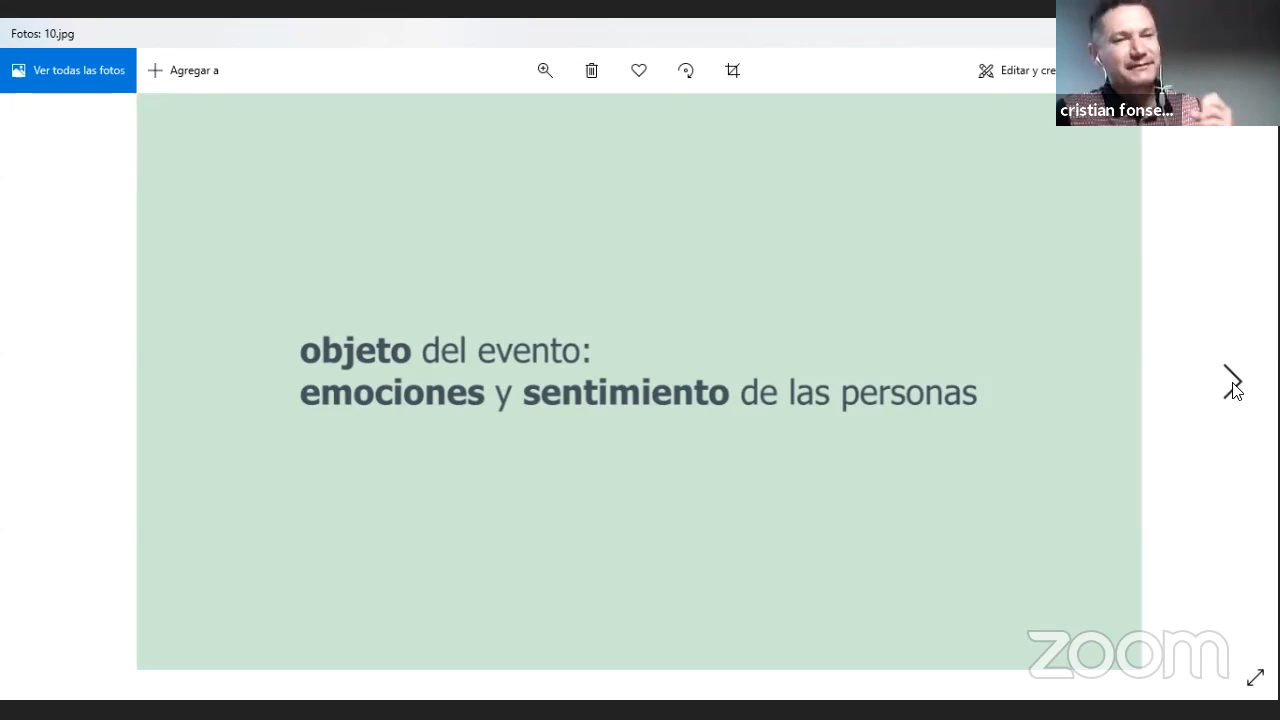 Fotos: 10.jpg
Ver todas las fotos
Agregar a
Editar y cre
cristian fonse...
objeto del evento:
emociones y sentimiento de las personas
zoom